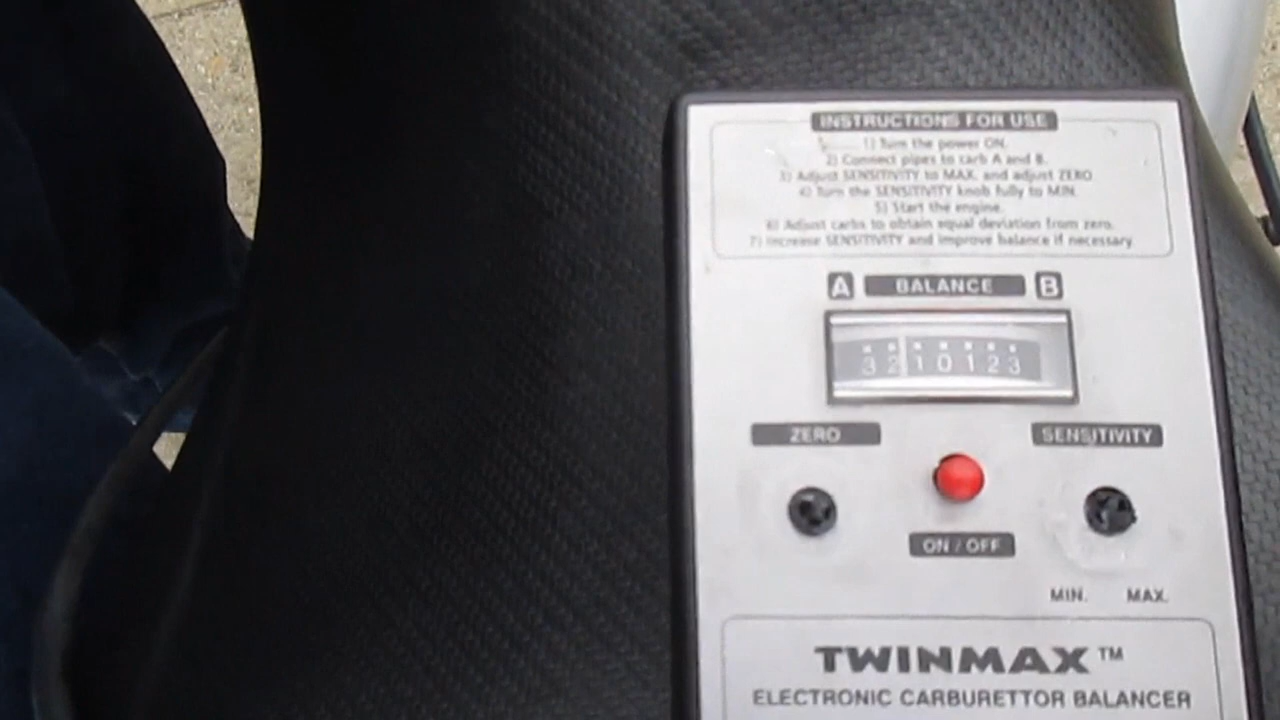 INSTRUCTIONS FOR USE
1) Turn the power ON.
2) Connect pipes to carb A and B.
3) Adjust SENSITIVITY to MAX. and adjust ZERO
4) Turn the SENSITIVITY knob fully to MIN.
5) Start the engine.
6) Adjust carbs to obtain equal deviation from zero.
7) Increase SENSITIVITY and improve balance if necessary
A BALANCE B
3 2 1 0 1 2 3
ZERO SENSITIVITY
ON / OFF
MIN. MAX.
TWINMAX™
ELECTRONIC CARBURETTOR BALANCER